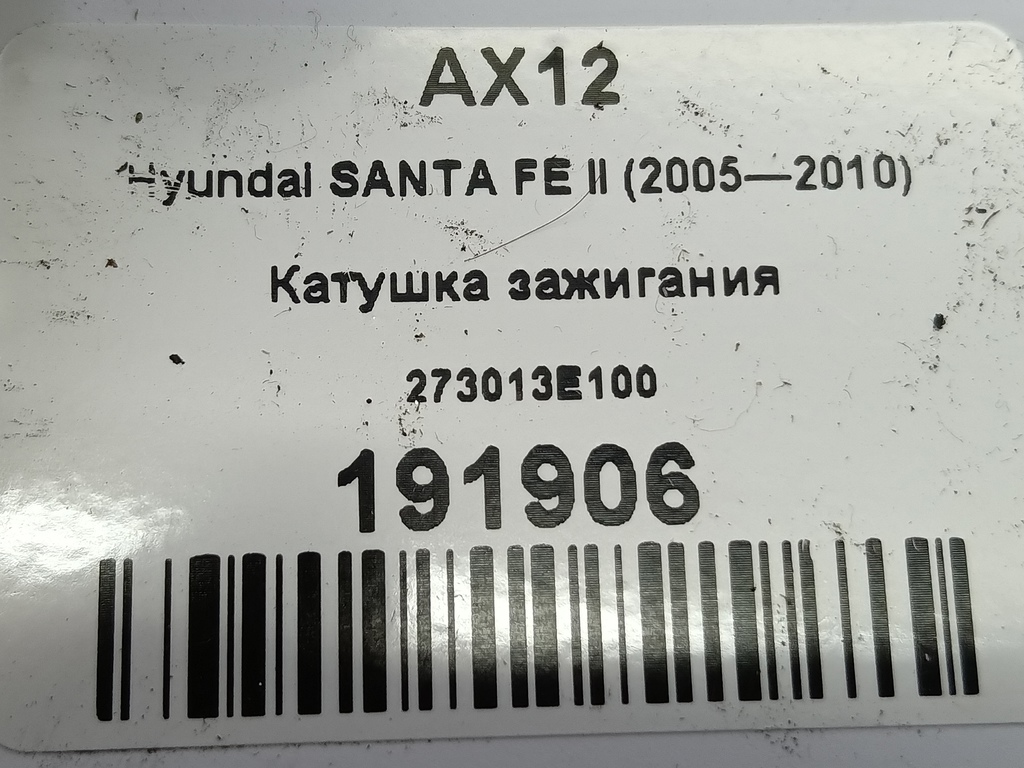 AX12
Hyundai SANTA FE II (2005—2010)
Катушка зажигания
273013E100
191906